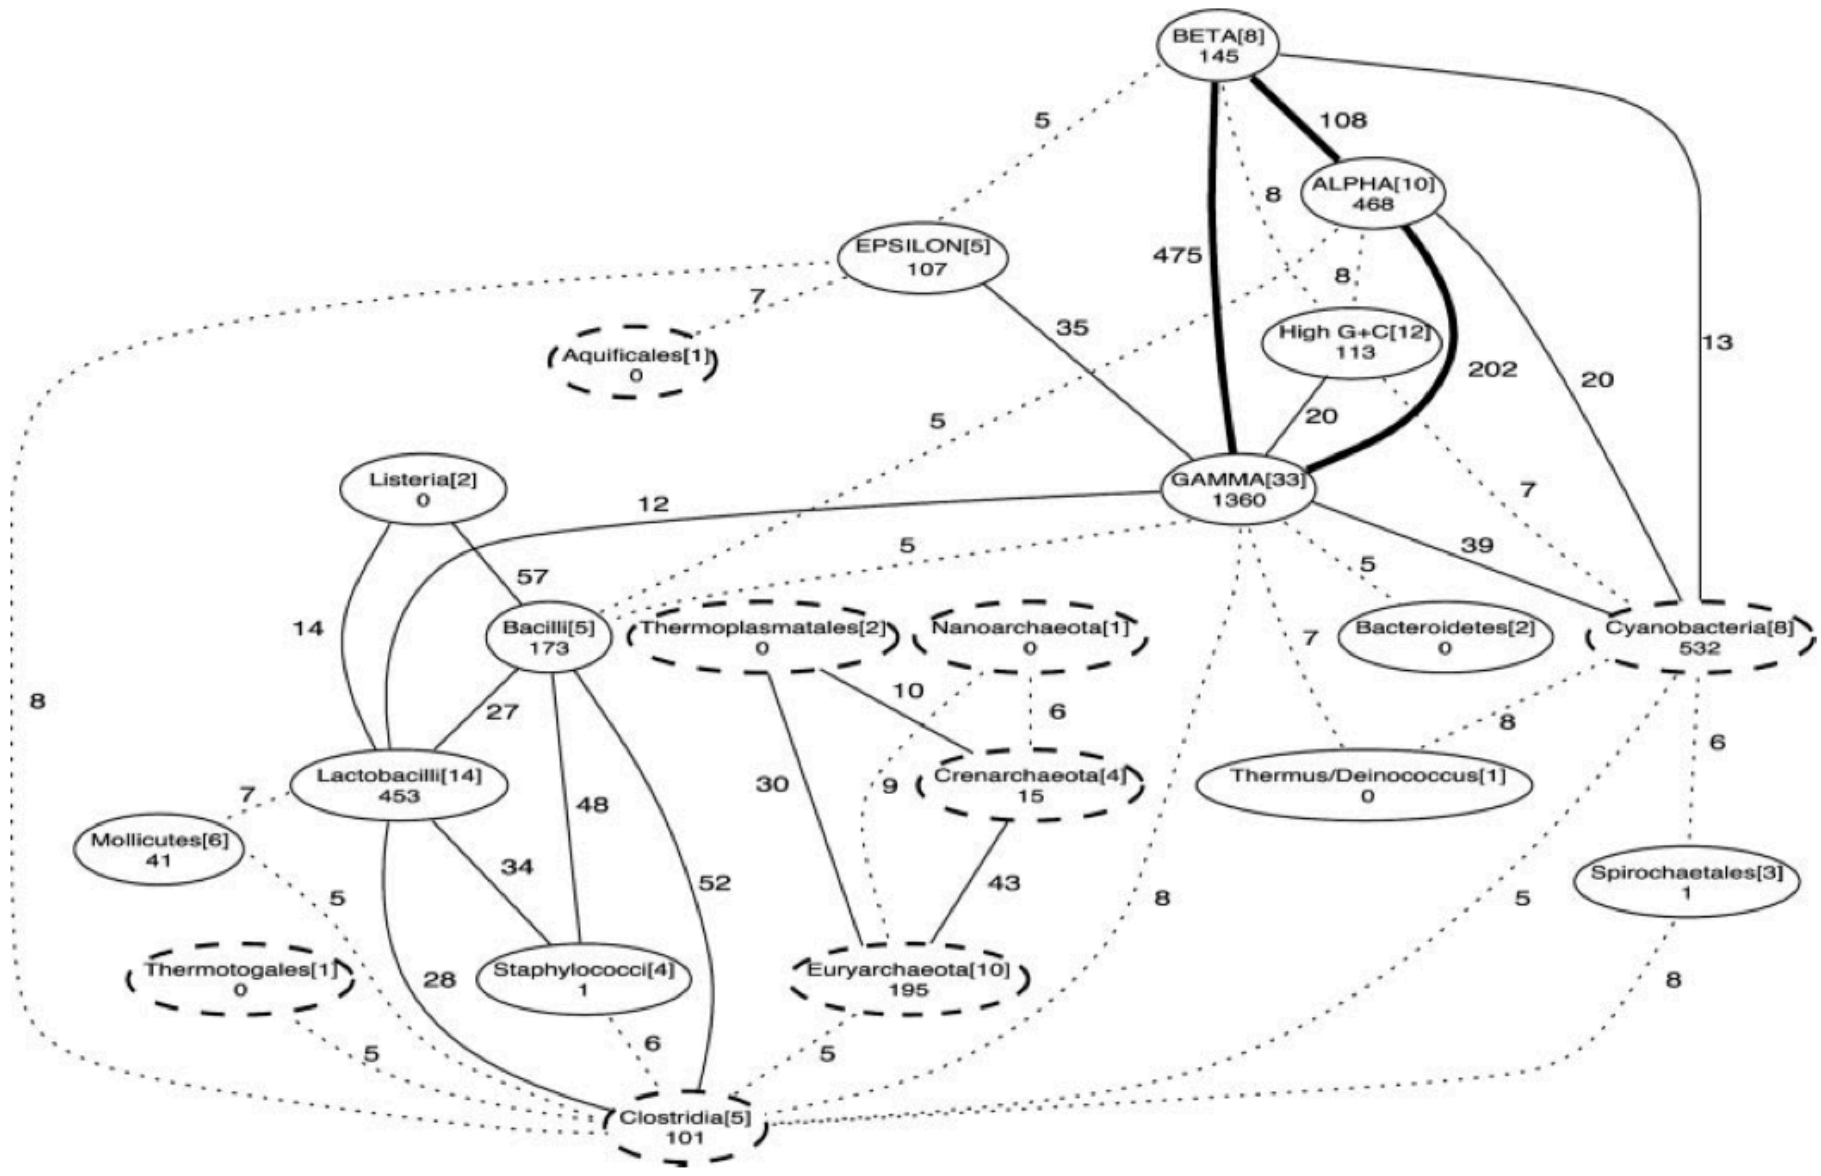 BETA[8]
145
5
108
8
ALPHA[10]
468
EPSILON[5]
107
475
8
7
35
High G+C[12]
113
13
Aquificales[1]
0
202
20
5
20
Listeria[2]
0
GAMMA[33]
1360
12
7
5
39
57
5
14
Bacilli[5]
173
Thermoplasmatales[2]
0
Nanoarchaeota[1]
0
7
Bacteroidetes[2]
0
Cyanobacteria[8]
532
8
27
10
6
8
6
Lactobacilli[14]
453
7
48
30
9
Crenarchaeota[4]
15
Thermus/Deinococcus[1]
0
Mollicutes[6]
41
34
52
43
5
8
5
Spirochaetales[3]
1
Thermotogales[1]
0
28
Staphylococci[4]
1
Euryarchaeota[10]
195
8
5
6
5
Clostridia[5]
101